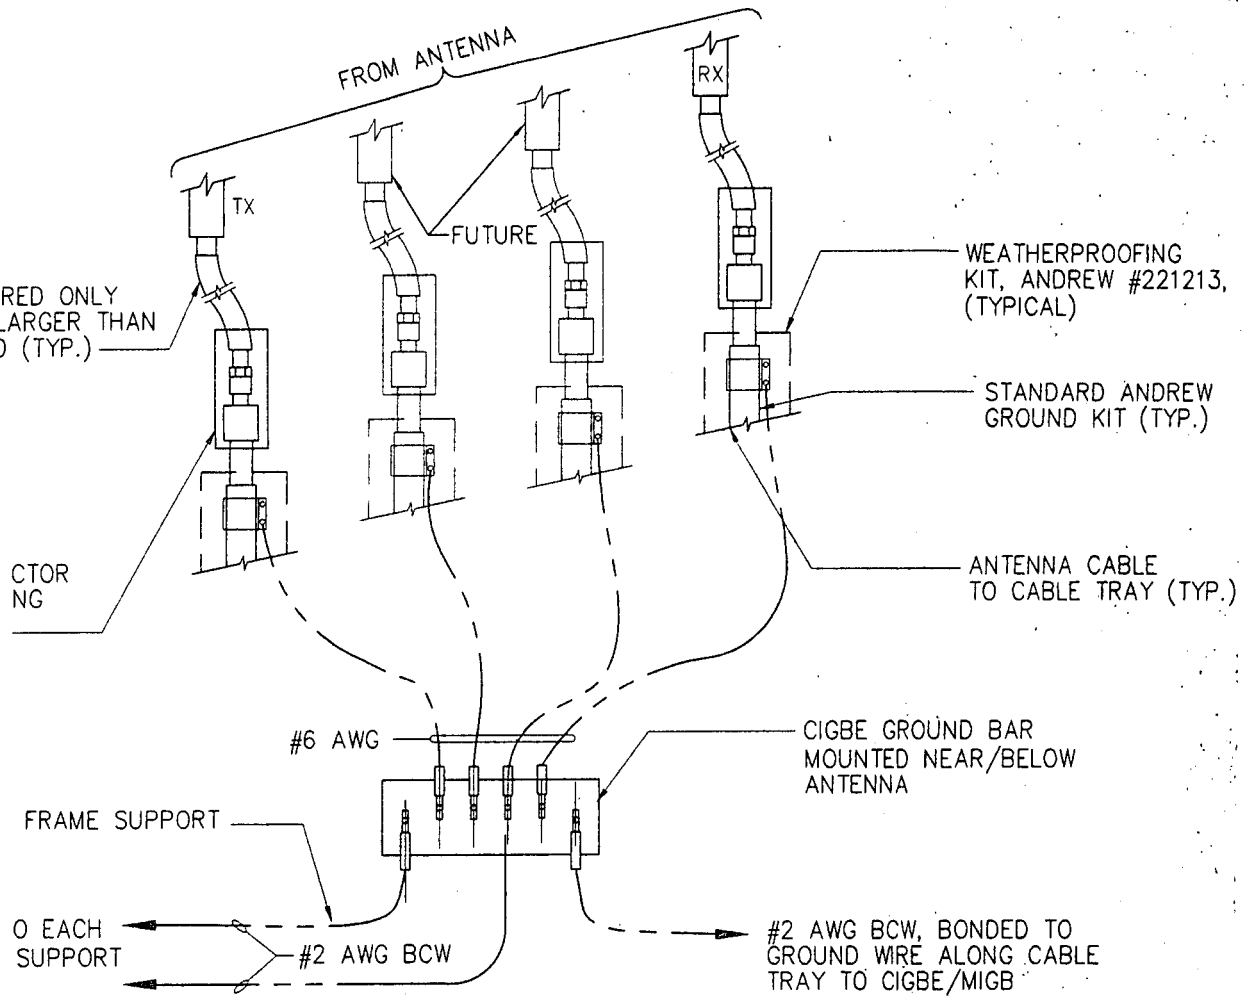 FROM ANTENNA
RX
TX
FUTURE
RED ONLY
LARGER THAN
(TYP.)
WEATHERPROOFING
KIT, ANDREW #221213,
(TYPICAL)
STANDARD ANDREW
GROUND KIT (TYP.)
CTOR
NG
ANTENNA CABLE
TO CABLE TRAY (TYP.)
#6 AWG
CIGBE GROUND BAR
MOUNTED NEAR/BELOW
ANTENNA
FRAME SUPPORT
O EACH
SUPPORT
#2 AWG BCW
#2 AWG BCW, BONDED TO
GROUND WIRE ALONG CABLE
TRAY TO CIGBE/MIGB